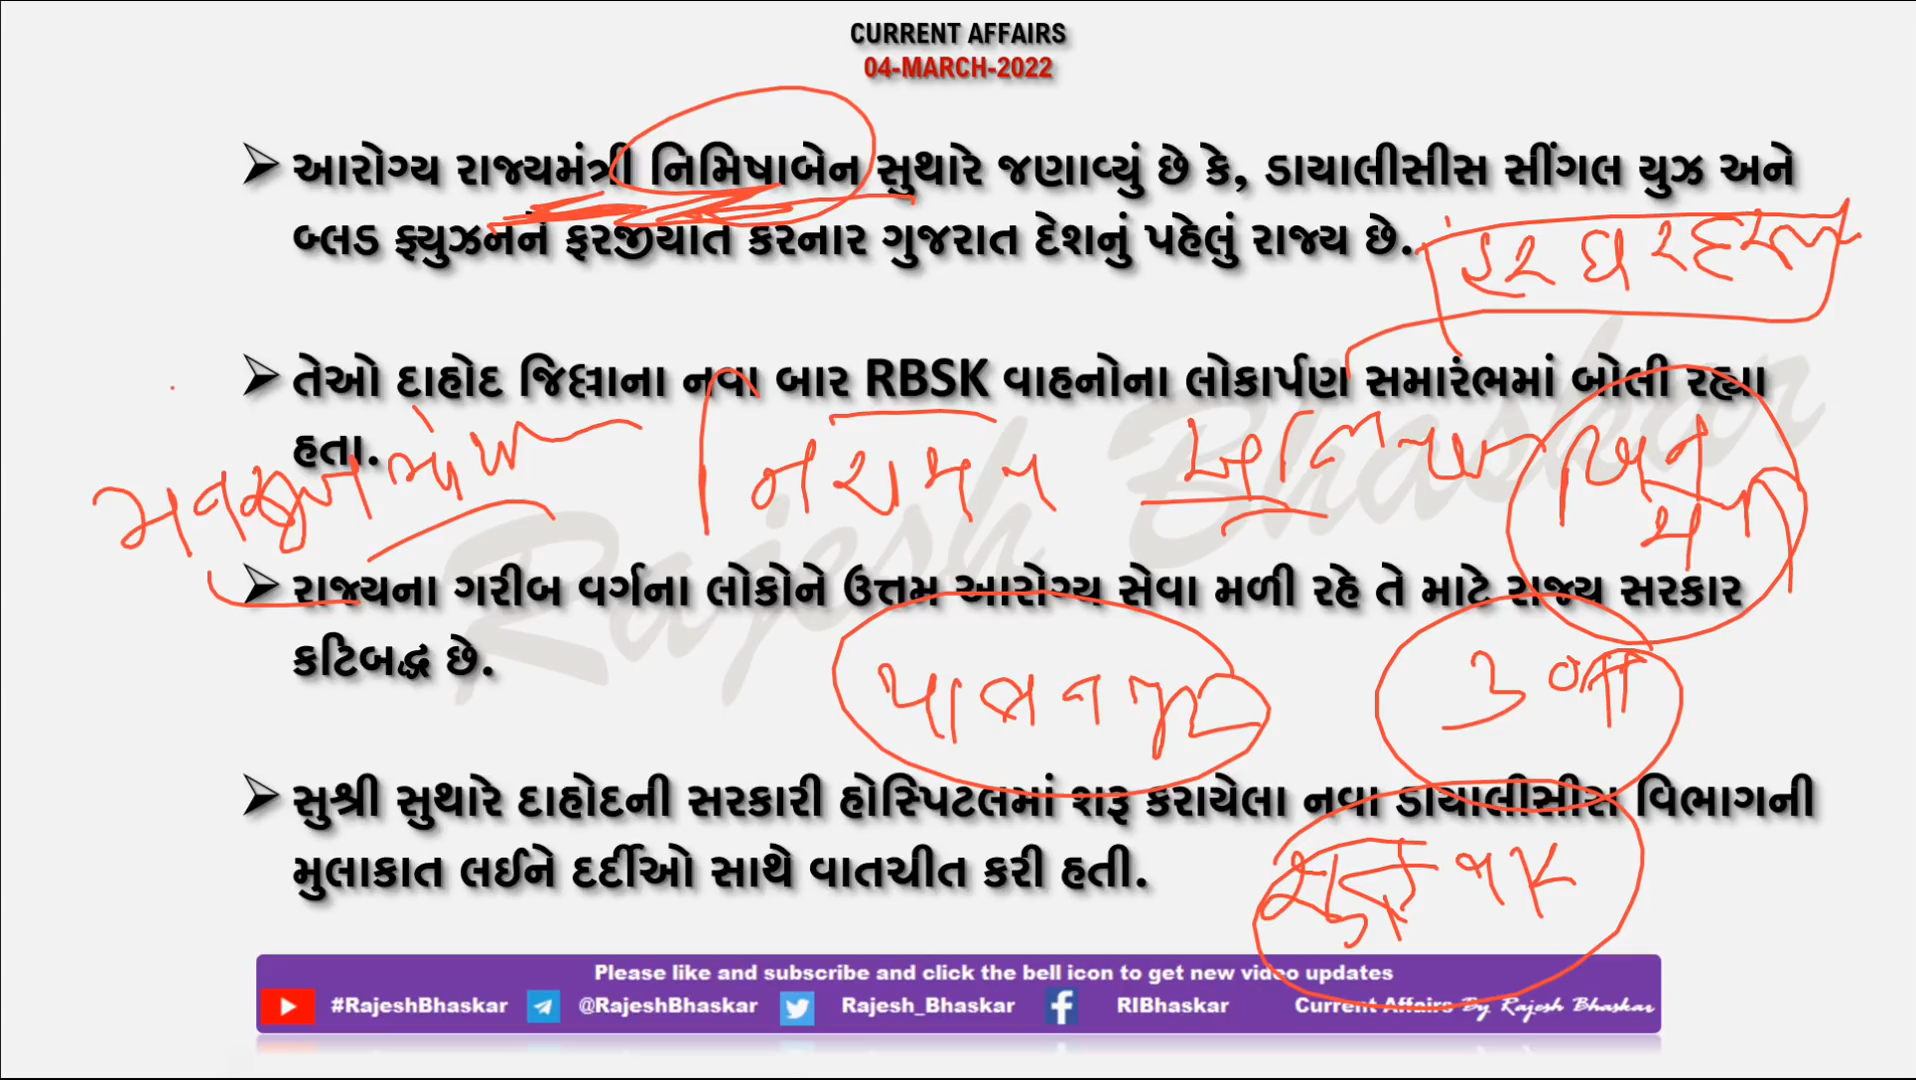 CURRENT AFFAIRS
04-MARCH-2022
➢ આરોગ્ય રાજ્યમંત્રી નિમિષાબેન સુથારે જણાવ્યું છે કે, ડાયાલીસીસ સીંગલ યુઝ અને
બ્લડ ફ્યુઝનને ફરજીયાત કરનાર ગુજરાત દેશનું પહેલું રાજ્ય છે.
➢ તેઓ દાહોદ જિલ્લાના નવા બાર RBSK વાહનોના લોકાર્પણ સમારંભમાં બોલી રહ્યા
હતા.
➢ રાજ્યના ગરીબ વર્ગના લોકોને ઉત્તમ આરોગ્ય સેવા મળી રહે તે માટે રાજ્ય સરકાર
કટિબદ્ધ છે.
➢ સુશ્રી સુથારે દાહોદની સરકારી હોસ્પિટલમાં શરૂ કરાયેલા નવા ડાયાલીસીસ વિભાગની
મુલાકાત લઈને દર્દીઓ સાથે વાતચીત કરી હતી.
Rajesh Bhaskar
Please like and subscribe and click the bell icon to get new video updates
#RajeshBhaskar @RajeshBhaskar Rajesh_Bhaskar RIBhaskar Current Affairs By Rajesh Bhaskar